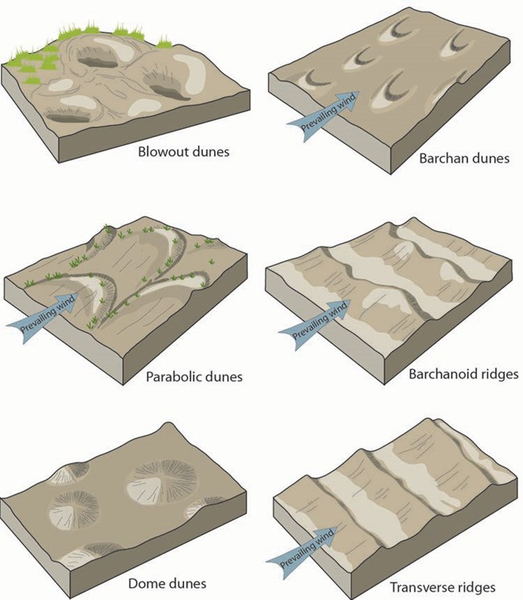 Blowout dunes
Prevailing wind
Barchan dunes
Prevailing wind
Parabolic dunes
Prevailing wind
Barchanoid ridges
Dome dunes
Prevailing wind
Transverse ridges